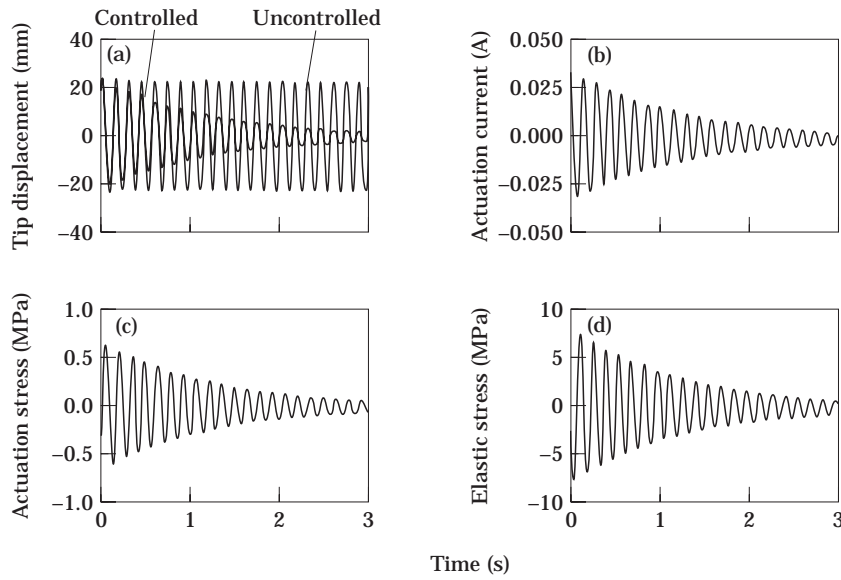 Controlled
Uncontrolled
40
20
0
−20
−40
Tip displacement (mm)
(a)
0.050
0.025
0.000
−0.025
−0.050
Actuation current (A)
(b)
1.0
0.5
0.0
−0.5
−1.0
Actuation stress (MPa)
(c)
0
1
2
3
10
5
0
−5
−10
Elastic stress (MPa)
(d)
0
1
2
3
Time (s)